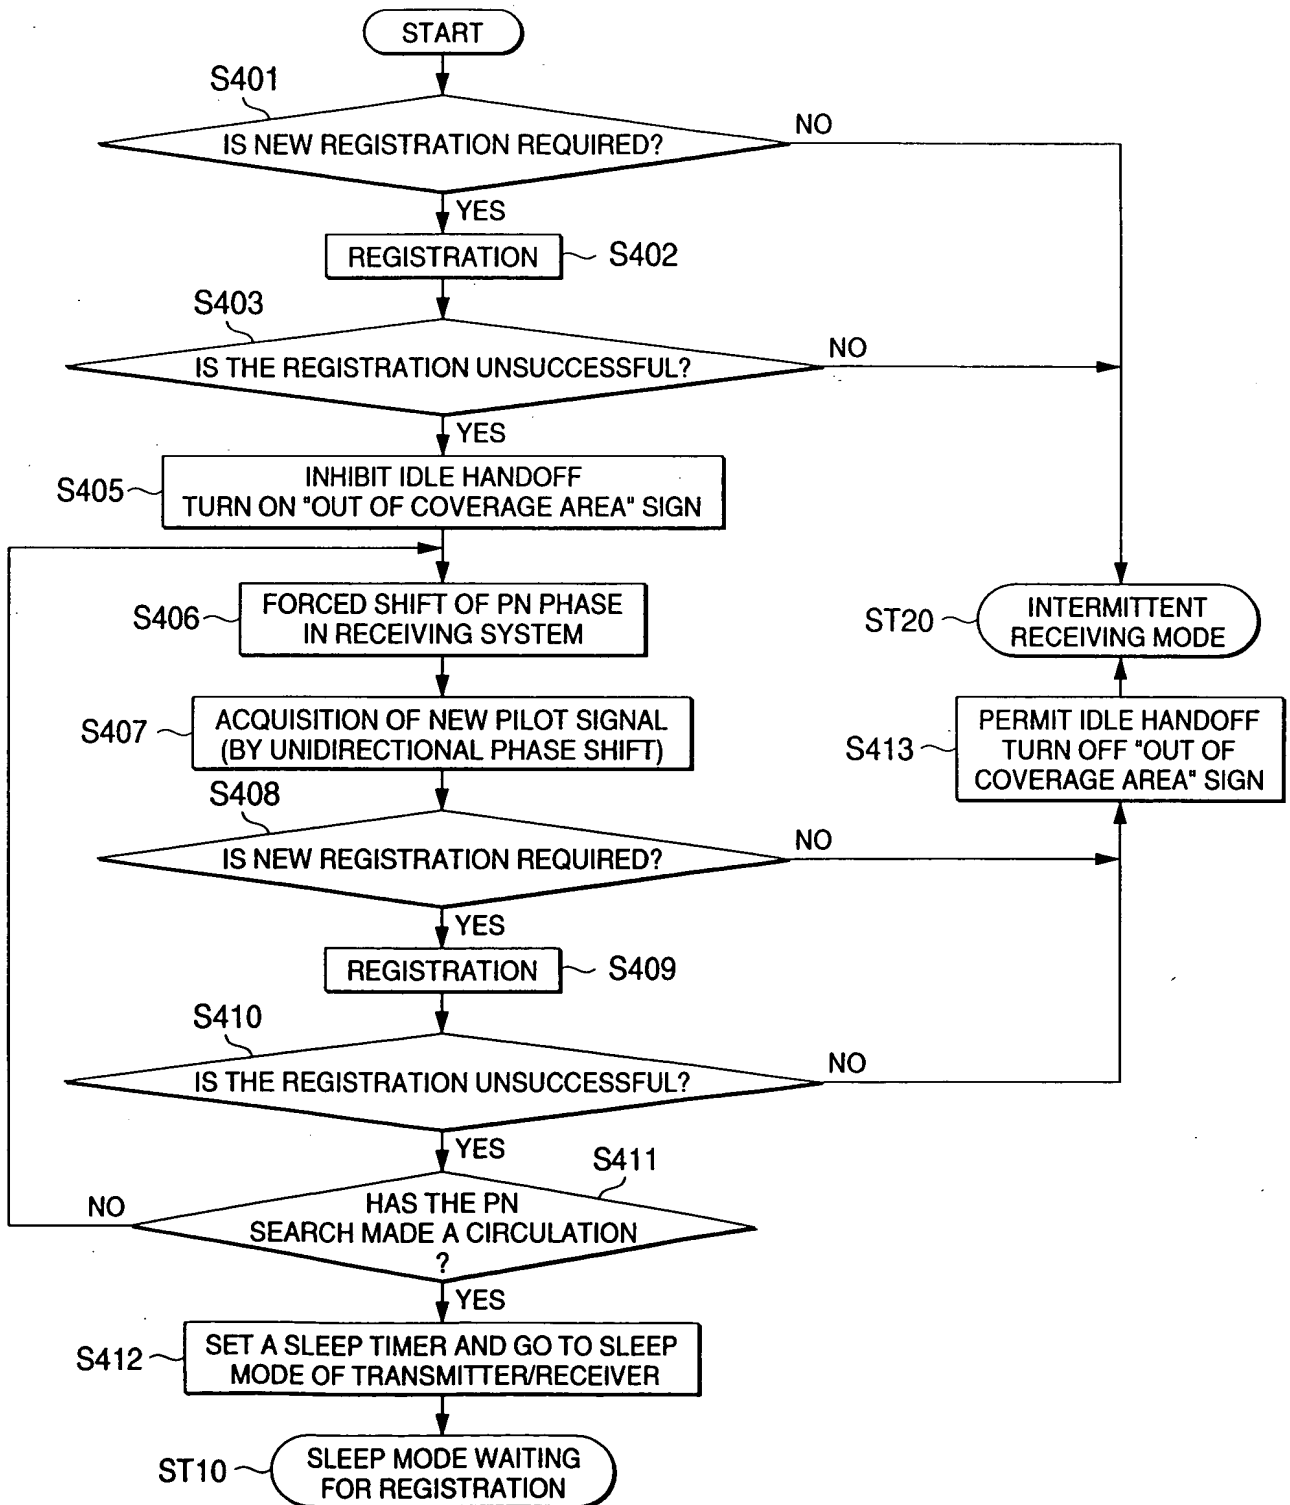 START
S401
IS NEW REGISTRATION REQUIRED?
NO
YES
REGISTRATION
S402
S403
IS THE REGISTRATION UNSUCCESSFUL?
NO
YES
S405
INHIBIT IDLE HANDOFF
TURN ON "OUT OF COVERAGE AREA" SIGN
S406
FORCED SHIFT OF PN PHASE
IN RECEIVING SYSTEM
ST20
INTERMITTENT
RECEIVING MODE
S407
ACQUISITION OF NEW PILOT SIGNAL
(BY UNIDIRECTIONAL PHASE SHIFT)
S413
PERMIT IDLE HANDOFF
TURN OFF "OUT OF
COVERAGE AREA" SIGN
S408
IS NEW REGISTRATION REQUIRED?
NO
YES
REGISTRATION
S409
S410
IS THE REGISTRATION UNSUCCESSFUL?
NO
YES
S411
HAS THE PN
SEARCH MADE A CIRCULATION
?
NO
YES
S412
SET A SLEEP TIMER AND GO TO SLEEP
MODE OF TRANSMITTER/RECEIVER
ST10
SLEEP MODE WAITING
FOR REGISTRATION